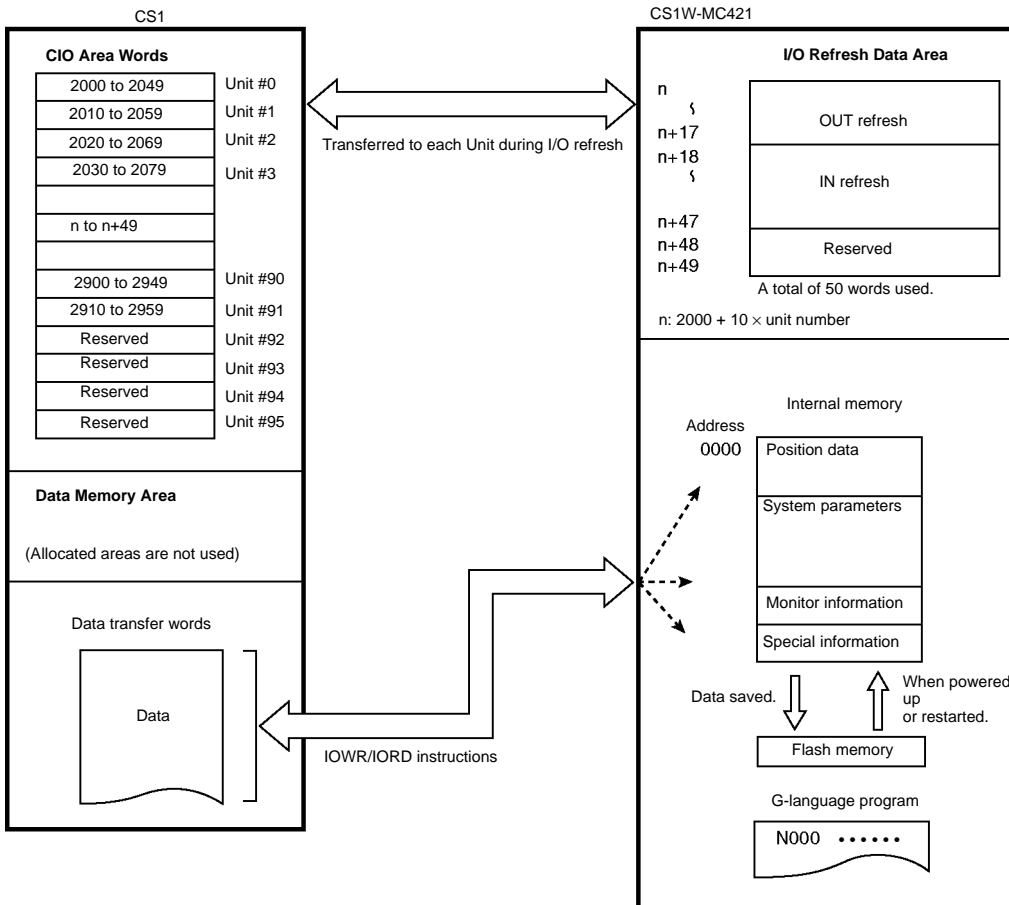 CS1
CIO Area Words
2000 to 2049 Unit #0
2010 to 2059 Unit #1
2020 to 2069 Unit #2
2030 to 2079 Unit #3
n to n+49
2900 to 2949 Unit #90
2910 to 2959 Unit #91
Reserved Unit #92
Reserved Unit #93
Reserved Unit #94
Reserved Unit #95
Data Memory Area
(Allocated areas are not used)
Data transfer words
Data
Transferred to each Unit during I/O refresh
IOWR/IORD instructions
CS1W-MC421
I/O Refresh Data Area
n
n+17
OUT refresh
n+18
IN refresh
n+47
n+48
n+49
Reserved
A total of 50 words used.
n: 2000 + 10 × unit number
Internal memory
Address
0000
Position data
System parameters
Monitor information
Special information
Data saved.
When powered
up
or restarted.
Flash memory
G-language program
N000 ••••••